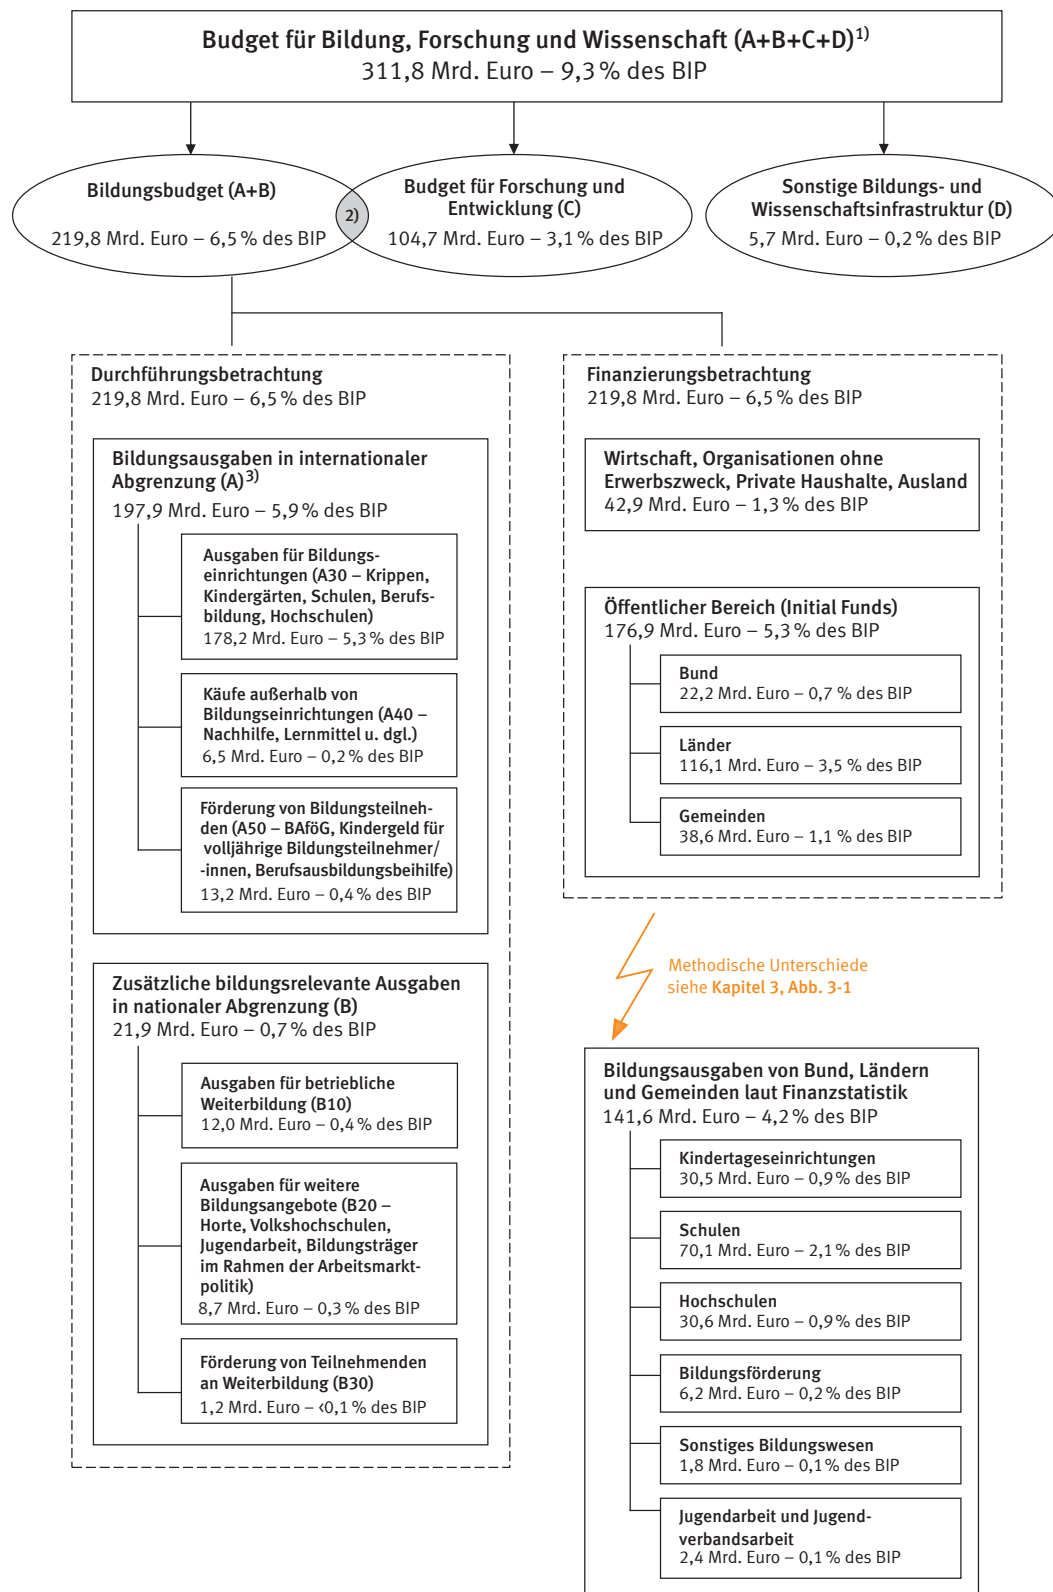 Budget für Bildung, Forschung und Wissenschaft (A+B+C+D)1)
311,8 Mrd. Euro – 9,3 % des BIP
Bildungsbudget (A+B)
219,8 Mrd. Euro – 6,5 % des BIP
2)
Budget für Forschung und
Entwicklung (C)
104,7 Mrd. Euro – 3,1 % des BIP
Sonstige Bildungs- und
Wissenschaftsinfrastruktur (D)
5,7 Mrd. Euro – 0,2 % des BIP
Durchführungsbetrachtung
219,8 Mrd. Euro – 6,5 % des BIP
Bildungsausgaben in internationaler
Abgrenzung (A)3)
197,9 Mrd. Euro – 5,9 % des BIP
Ausgaben für Bildungs-
einrichtungen (A30 – Krippen,
Kindergärten, Schulen, Berufs-
bildung, Hochschulen)
178,2 Mrd. Euro – 5,3 % des BIP
Käufe außerhalb von
Bildungseinrichtungen (A40 –
Nachhilfe, Lernmittel u. dgl.)
6,5 Mrd. Euro – 0,2 % des BIP
Förderung von Bildungsteilneh-
den (A50 – BAföG, Kindergeld für
volljährige Bildungsteilnehmer/
-innen, Berufsausbildungsbeihilfe)
13,2 Mrd. Euro – 0,4 % des BIP
Zusätzliche bildungsrelevante Ausgaben
in nationaler Abgrenzung (B)
21,9 Mrd. Euro – 0,7 % des BIP
Ausgaben für betriebliche
Weiterbildung (B10)
12,0 Mrd. Euro – 0,4 % des BIP
Ausgaben für weitere
Bildungsangebote (B20 –
Horte, Volkshochschulen,
Jugendarbeit, Bildungsträger
im Rahmen der Arbeitsmarkt-
politik)
8,7 Mrd. Euro – 0,3 % des BIP
Förderung von Teilnehmenden
an Weiterbildung (B30)
1,2 Mrd. Euro – <0,1 % des BIP
Finanzierungsbetrachtung
219,8 Mrd. Euro – 6,5 % des BIP
Wirtschaft, Organisationen ohne
Erwerbszweck, Private Haushalte, Ausland
42,9 Mrd. Euro – 1,3 % des BIP
Öffentlicher Bereich (Initial Funds)
176,9 Mrd. Euro – 5,3 % des BIP
Bund
22,2 Mrd. Euro – 0,7 % des BIP
Länder
116,1 Mrd. Euro – 3,5 % des BIP
Gemeinden
38,6 Mrd. Euro – 1,1 % des BIP
Methodische Unterschiede
siehe Kapitel 3, Abb. 3-1
Bildungsausgaben von Bund, Ländern
und Gemeinden laut Finanzstatistik
141,6 Mrd. Euro – 4,2 % des BIP
Kindertageseinrichtungen
30,5 Mrd. Euro – 0,9 % des BIP
Schulen
70,1 Mrd. Euro – 2,1 % des BIP
Hochschulen
30,6 Mrd. Euro – 0,9 % des BIP
Bildungsförderung
6,2 Mrd. Euro – 0,2 % des BIP
Sonstiges Bildungswesen
1,8 Mrd. Euro – 0,1 % des BIP
Jugendarbeit und Jugend-
verbandsarbeit
2,4 Mrd. Euro – 0,1 % des BIP